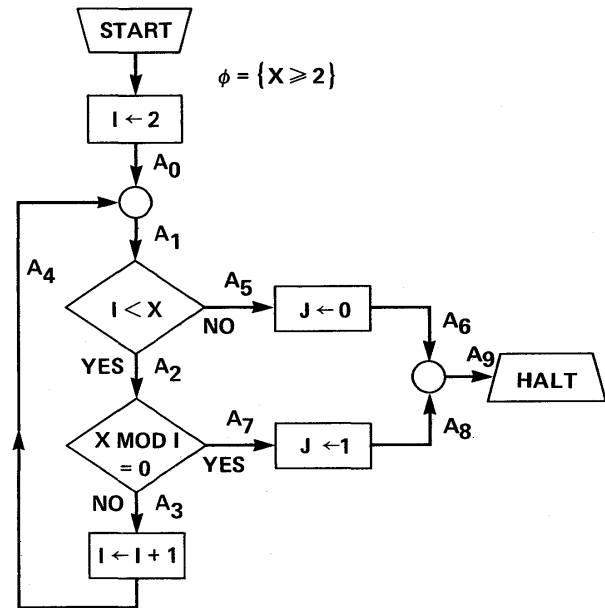 START
φ = {X ≥ 2}
I ← 2
A0
A1
A4
I < X
A5
NO
J ← 0
A6
A9
HALT
YES
A2
X MOD I
= 0
A7
YES
J ← 1
A8
NO
A3
I ← I + 1